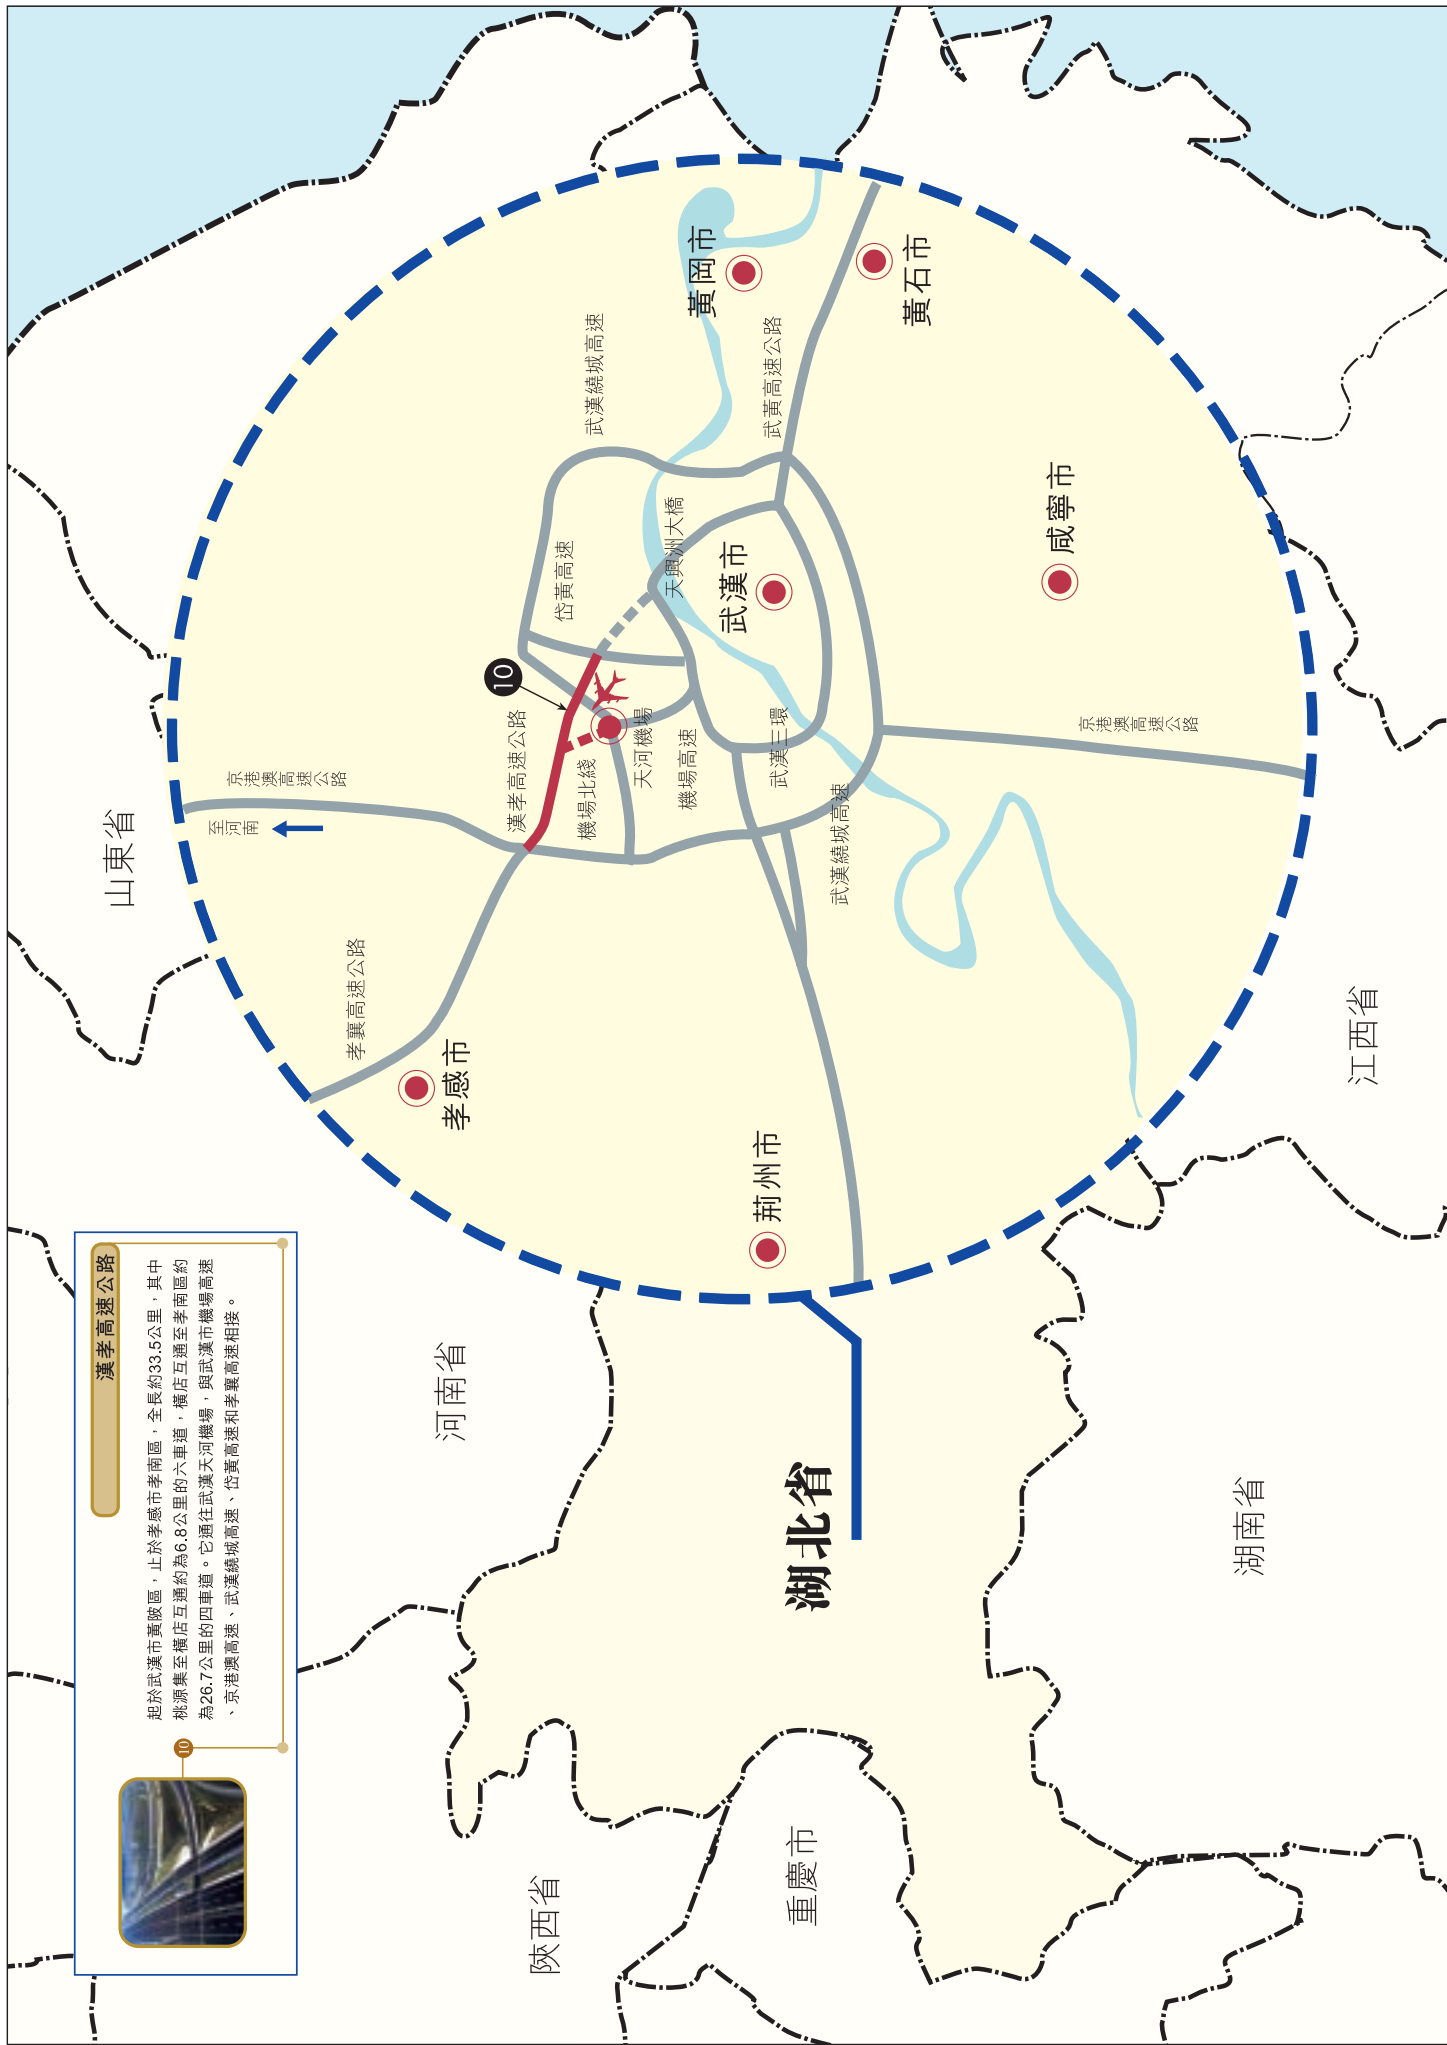 漢孝高速公路
起於武漢市黃陂區，止於孝感市孝南區，全長約33.5公里，其中
桃源集至橫店互通約為6.8公里的六車道，橫店互通至孝南區約
為26.7公里的四車道。它通往武漢天河機場，與武漢市機場高速
、京港澳高速、武漢繞城高速、岱黃高速和孝襄高速相接。
10
山東省
河南省
陝西省
重慶市
湖北省
湖南省
江西省
至
河南
京港澳高速公路
孝襄高速公路
孝感市
荊州市
漢孝高速公路
10
機場北綫
天河機場
機場高速
岱黃高速
武漢繞城高速
天興洲大橋
武漢市
武漢三環
武漢繞城高速
武黃高速公路
黃岡市
黃石市
咸寧市
京港澳高速公路